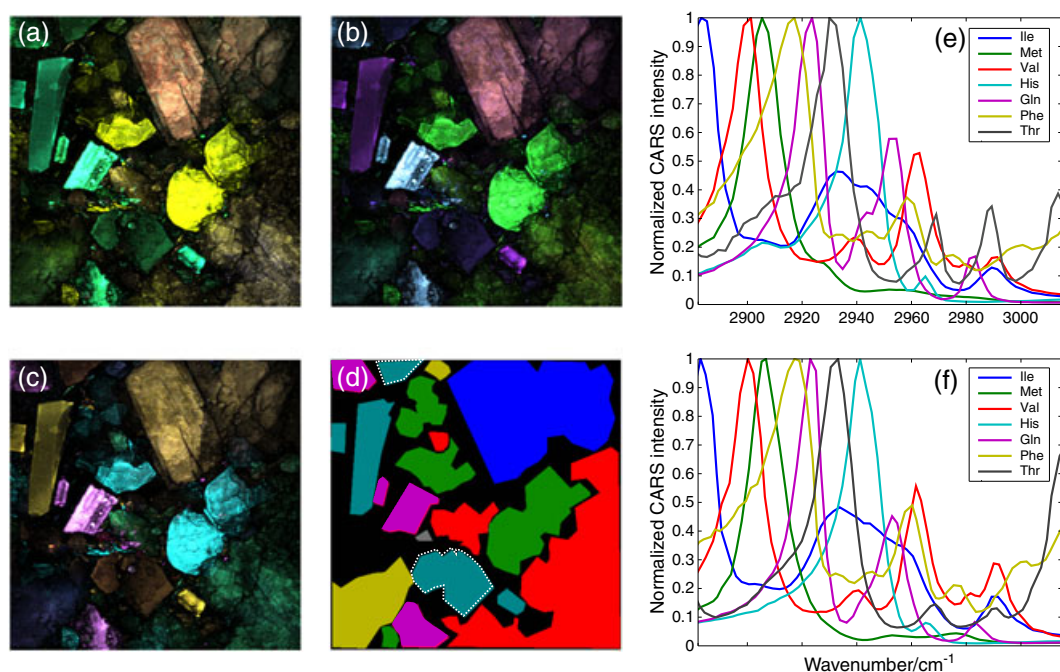 (a)
(b)
(c)
(d)
(e)
Normalized CARS intensity
1
0.9
0.8
0.7
0.6
0.5
0.4
0.3
0.2
0.1
0
2900 2920 2940 2960 2980 3000
Ile
Met
Val
His
Gln
Phe
Thr
(f)
Normalized CARS intensity
1
0.9
0.8
0.7
0.6
0.5
0.4
0.3
0.2
0.1
0
Ile
Met
Val
His
Gln
Phe
Thr
Wavenumber/cm⁻¹